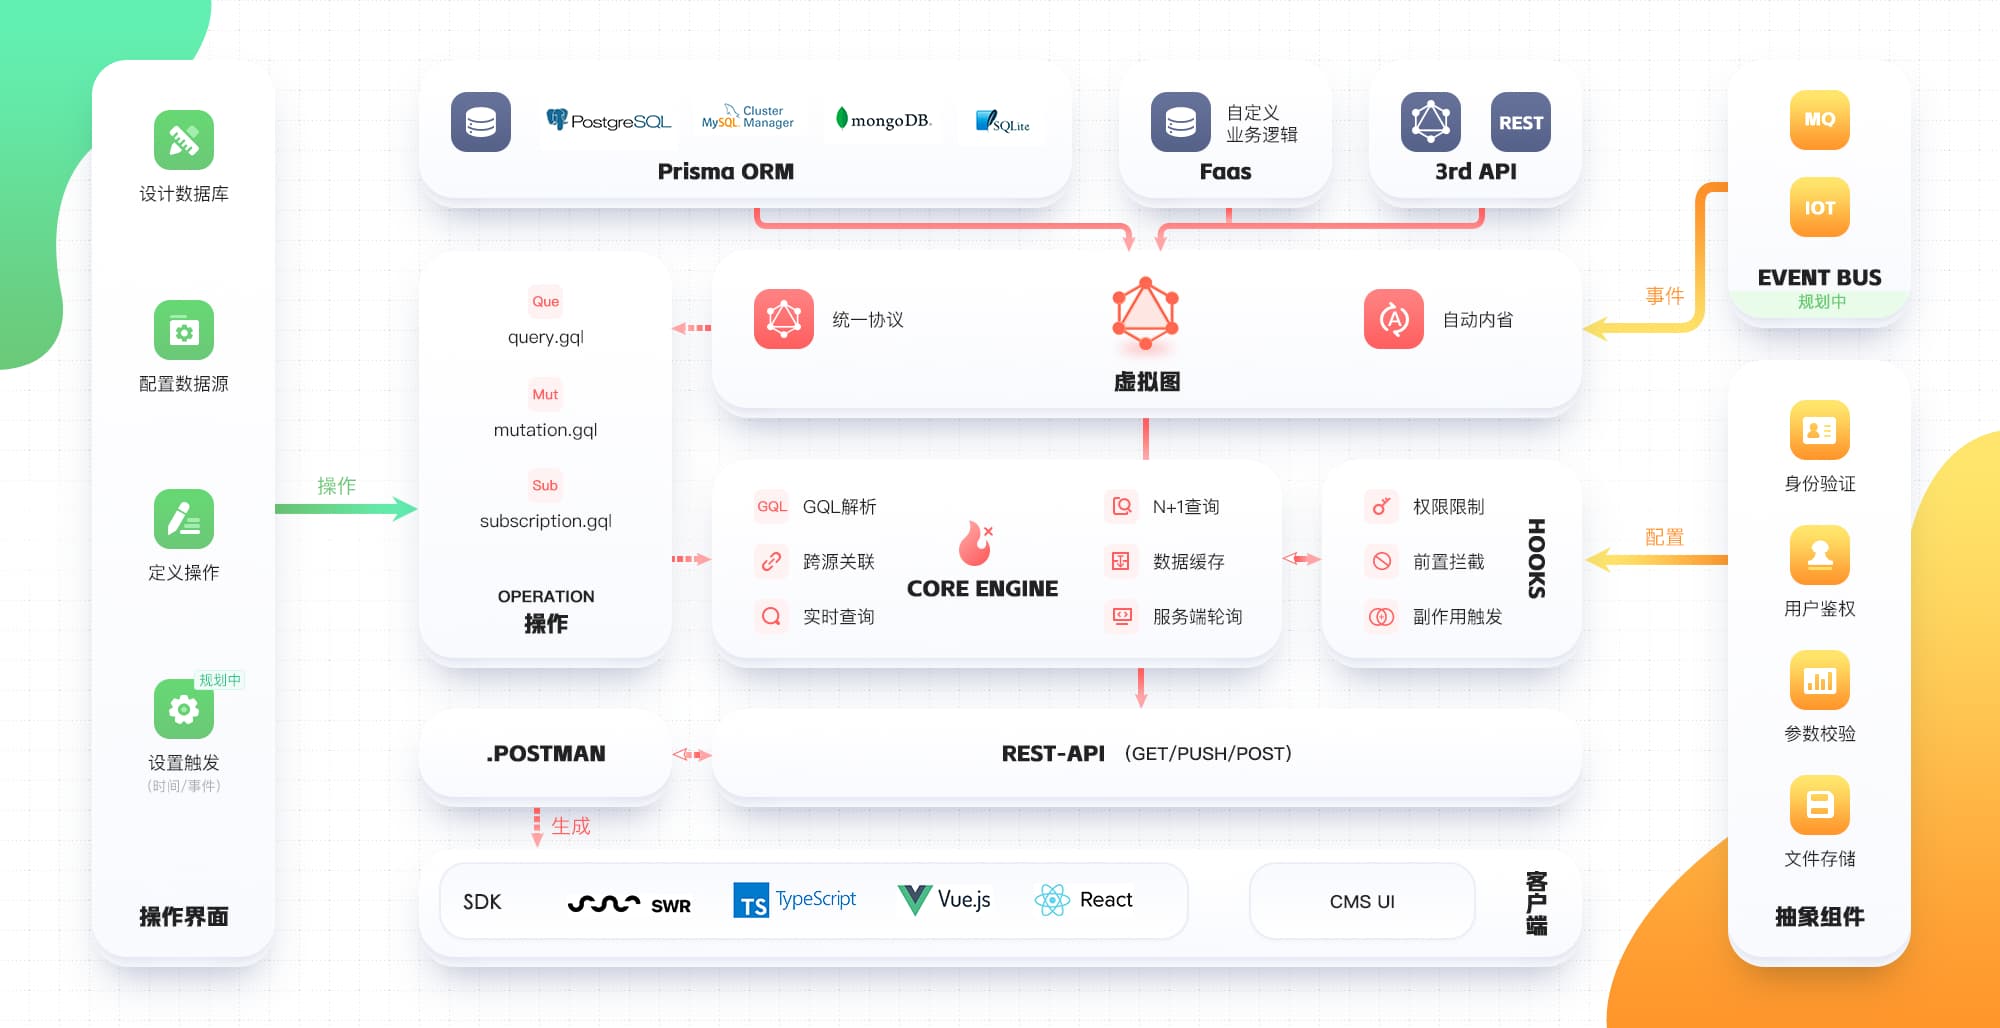 设计数据库
配置数据源
定义操作
规划中
设置触发
(时间/事件)
操作界面
操作
PostgreSQL
MySQL Cluster Manager
mongoDB.
SQLite
Prisma ORM
自定义
业务逻辑
Faas
REST
3rd API
Que
query.gql
Mut
mutation.gql
Sub
subscription.gql
OPERATION
操作
统一协议
虚拟图
A
自动内省
GQL
GQL解析
跨源关联
实时查询
CORE ENGINE
N+1查询
数据缓存
服务端轮询
权限限制
前置拦截
副作用触发
HOOKS
.POSTMAN
REST-API (GET/PUSH/POST)
生成
SDK
SWR
TS TypeScript
Vue.js
React
CMS UI
客户端
MQ
IOT
EVENT BUS
规划中
事件
配置
身份验证
用户鉴权
参数校验
文件存储
抽象组件